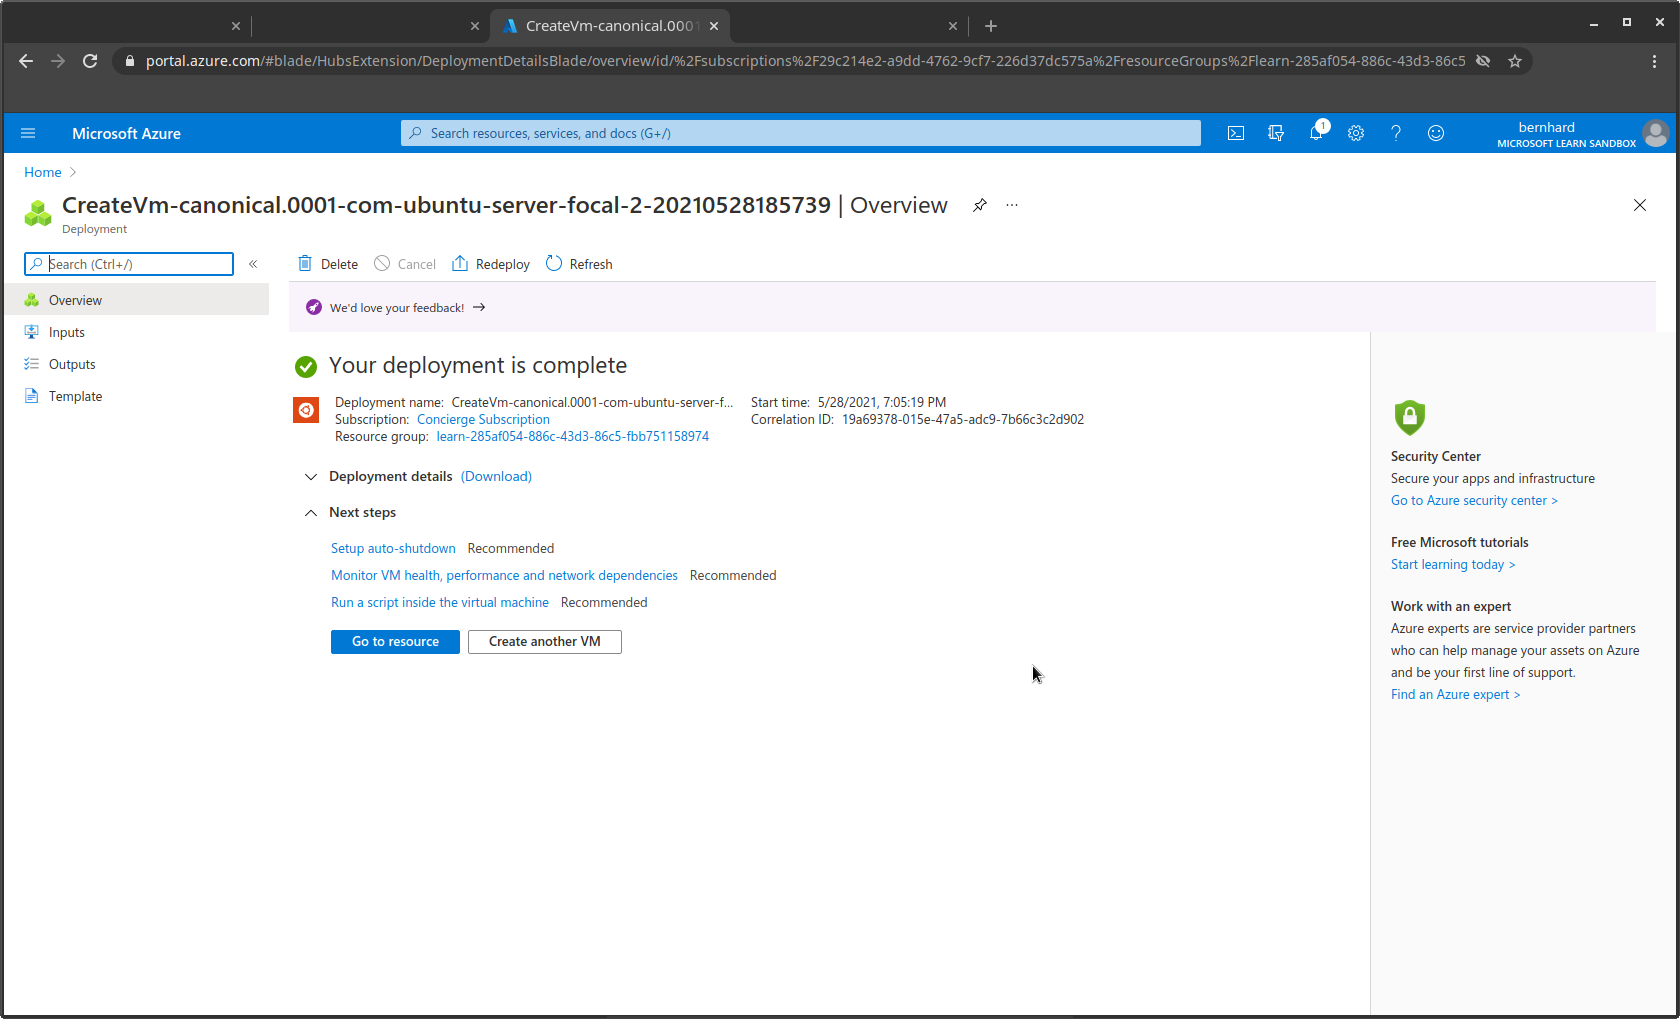 CreateVm-canonical.0001
portal.azure.com/#blade/HubsExtension/DeploymentDetailsBlade/overview/id/%2Fsubscriptions%2F29c214e2-a9dd-4762-9cf7-226d37dc575a%2FresourceGroups%2Flearn-285af054-886c-43d3-86c5
Microsoft Azure
Search resources, services, and docs (G+/)
1
bernhard
MICROSOFT LEARN SANDBOX
Home
CreateVm-canonical.0001-com-ubuntu-server-focal-2-20210528185739 | Overview
Deployment
Search (Ctrl+/)
Delete
Cancel
Redeploy
Refresh
Overview
Inputs
Outputs
Template
We'd love your feedback! →
Your deployment is complete
Deployment name: CreateVm-canonical.0001-com-ubuntu-server-f...
Subscription: Concierge Subscription
Resource group: learn-285af054-886c-43d3-86c5-fbb751158974
Start time: 5/28/2021, 7:05:19 PM
Correlation ID: 19a69378-015e-47a5-adc9-7b66c3c2d902
Deployment details (Download)
Next steps
Setup auto-shutdown Recommended
Monitor VM health, performance and network dependencies Recommended
Run a script inside the virtual machine Recommended
Go to resource
Create another VM
Security Center
Secure your apps and infrastructure
Go to Azure security center >
Free Microsoft tutorials
Start learning today >
Work with an expert
Azure experts are service provider partners
who can help manage your assets on Azure
and be your first line of support.
Find an Azure expert >